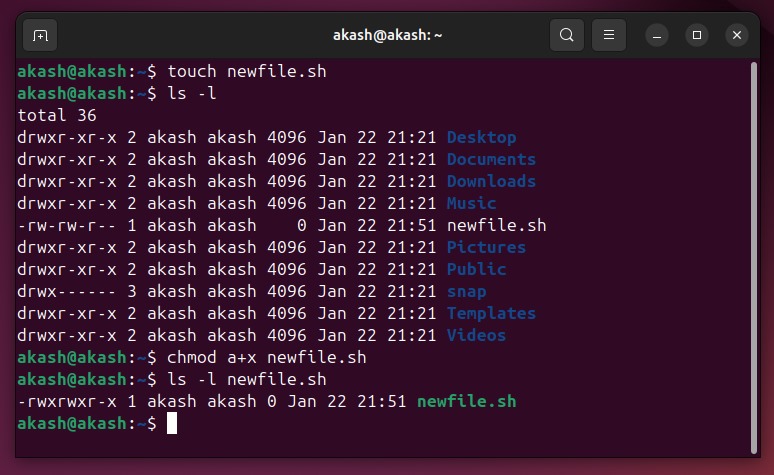 akash@akash: ~
akash@akash:~$ touch newfile.sh
akash@akash:~$ ls -l
total 36
drwxr-xr-x 2 akash akash 4096 Jan 22 21:21 Desktop
drwxr-xr-x 2 akash akash 4096 Jan 22 21:21 Documents
drwxr-xr-x 2 akash akash 4096 Jan 22 21:21 Downloads
drwxr-xr-x 2 akash akash 4096 Jan 22 21:21 Music
-rw-rw-r-- 1 akash akash    0 Jan 22 21:51 newfile.sh
drwxr-xr-x 2 akash akash 4096 Jan 22 21:21 Pictures
drwxr-xr-x 2 akash akash 4096 Jan 22 21:21 Public
drwx------ 3 akash akash 4096 Jan 22 21:21 snap
drwxr-xr-x 2 akash akash 4096 Jan 22 21:21 Templates
drwxr-xr-x 2 akash akash 4096 Jan 22 21:21 Videos
akash@akash:~$ chmod a+x newfile.sh
akash@akash:~$ ls -l newfile.sh
-rwxrwxr-x 1 akash akash 0 Jan 22 21:51 newfile.sh
akash@akash:~$